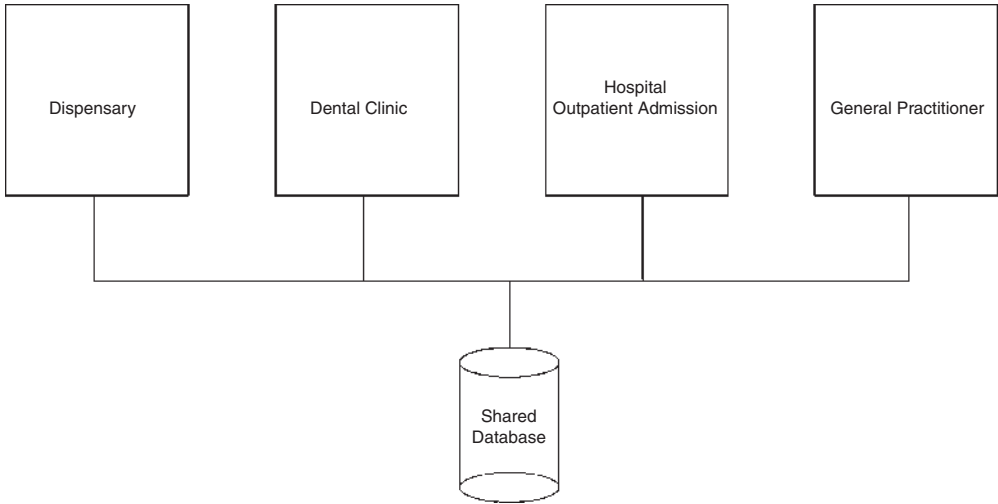 Dispensary
Dental Clinic
Hospital
Outpatient Admission
General Practitioner
Shared
Database